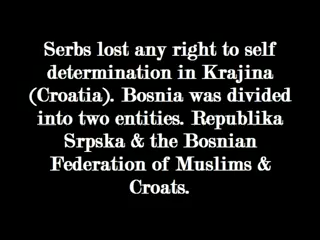 Serbs lost any right to self
determination in Krajina
(Croatia). Bosnia was divided
into two entities. Republika
Srpska & the Bosnian
Federation of Muslims &
Croats.